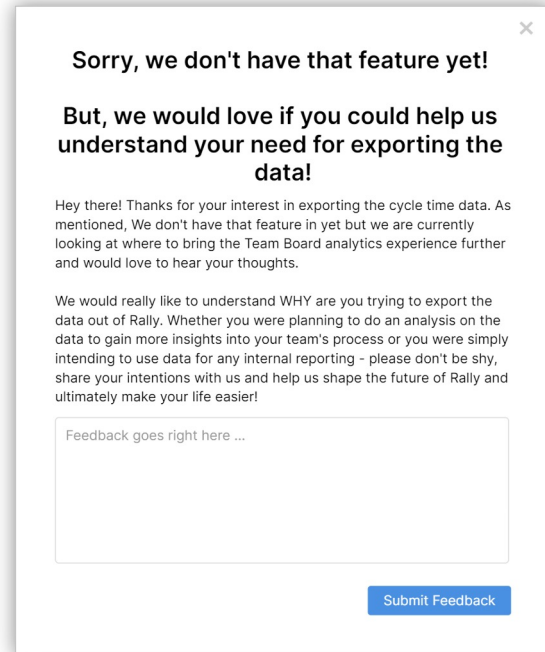 Sorry, we don't have that feature yet!
But, we would love if you could help us
understand your need for exporting the
data!
Hey there! Thanks for your interest in exporting the cycle time data. As
mentioned, We don't have that feature in yet but we are currently
looking at where to bring the Team Board analytics experience further
and would love to hear your thoughts.
We would really like to understand WHY are you trying to export the
data out of Rally. Whether you were planning to do an analysis on the
data to gain more insights into your team's process or you were simply
intending to use data for any internal reporting - please don't be shy,
share your intentions with us and help us shape the future of Rally and
ultimately make your life easier!
Feedback goes right here ...
Submit Feedback